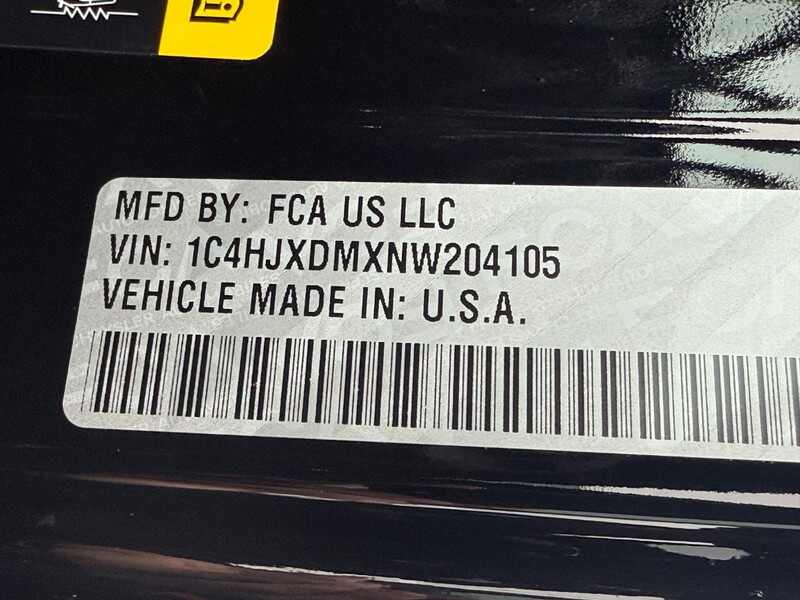 MFD BY: FCA US LLC
VIN: 1C4HJXDMXNW204105
VEHICLE MADE IN: U.S.A.